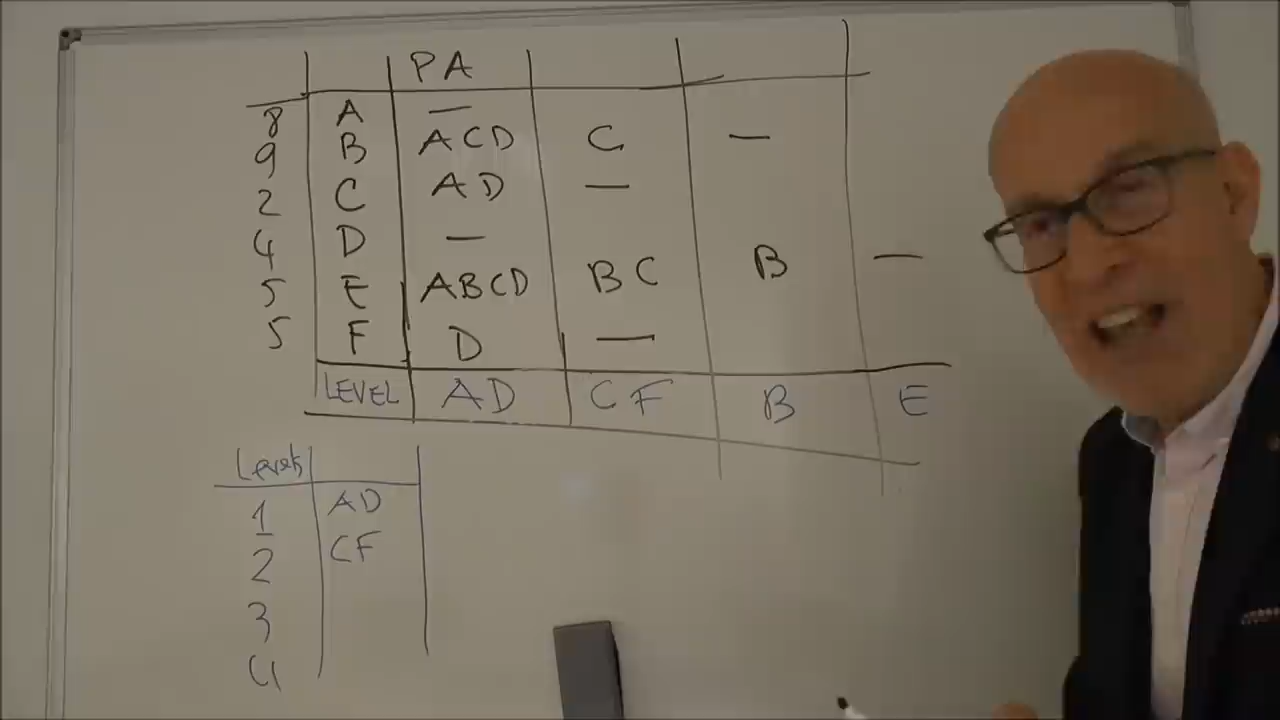 PA
8 A —
9 B ACD C —
2 C AD —
4 D —
5 E ABCD BC B —
5 F D —
LEVEL AD CF B E
Levels
1 AD
2 CF
3
4